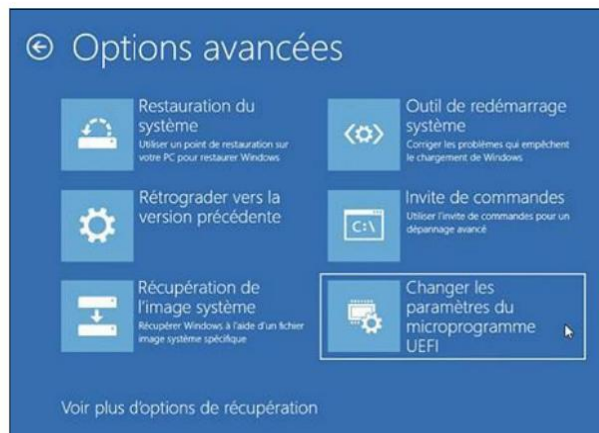 Options avancées
Restauration du
système
Utiliser un point de restauration sur
votre PC pour restaurer Windows
Outil de redémarrage
système
Corriger les problèmes qui empêchent
le chargement de Windows
Rétrograder vers la
version précédente
Invite de commandes
Utiliser l'invite de commandes pour un
dépannage avancé
C:\
Récupération de
l'image système
Récupérer Windows à l'aide d'un fichier
image système spécifique
Changer les
paramètres du
microprogramme
UEFI
Voir plus d'options de récupération